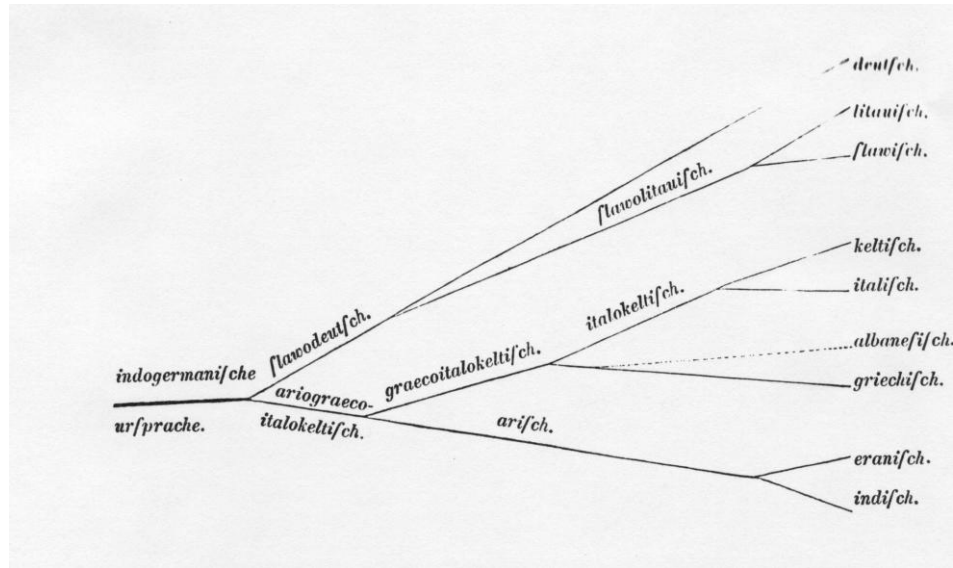 deutſch.
litauiſch.
ſlawiſch.
ſlawolitauiſch.
keltiſch.
italiſch.
italokeltiſch.
ſlawodeutſch.
albaneſiſch.
graecoitalokeltiſch.
griechiſch.
indogermaniſche
urſprache.
ariograeco-
italokeltiſch.
ariſch.
eraniſch.
indiſch.